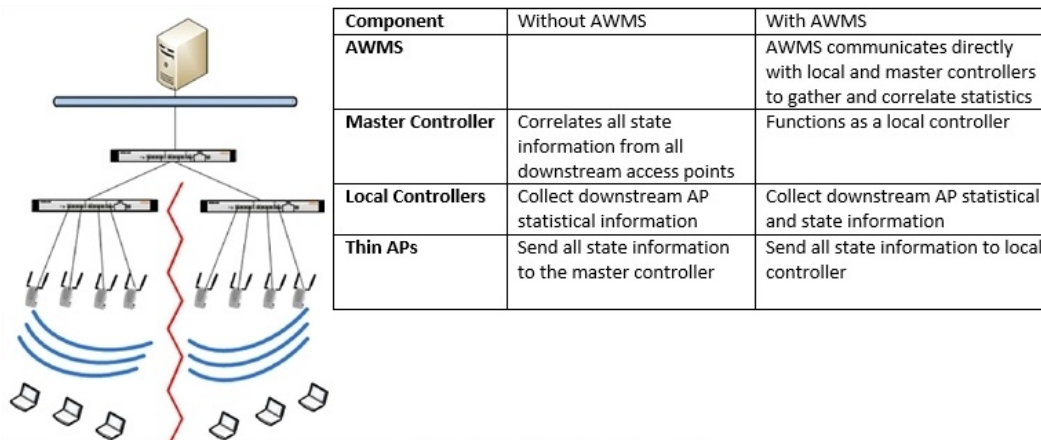 Component Without AWMS With AWMS
AWMS AWMS communicates directly
with local and master controllers
to gather and correlate statistics
Master Controller Correlates all state Functions as a local controller
information from all
downstream access points
Local Controllers Collect downstream AP Collect downstream AP statistical
statistical information and state information
Thin APs Send all state information Send all state information to local
to the master controller controller